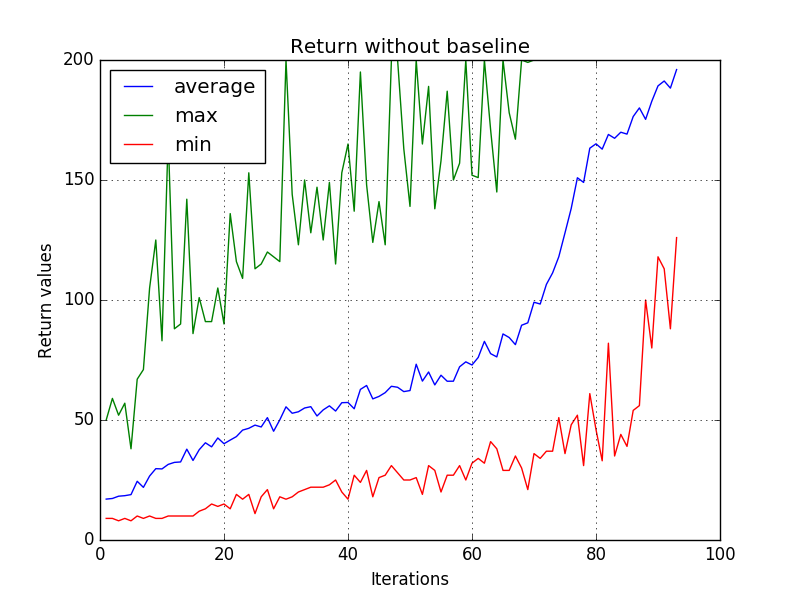 Return without baseline
average
max
min
200
150
100
50
0
Return values
0 20 40 60 80 100
Iterations